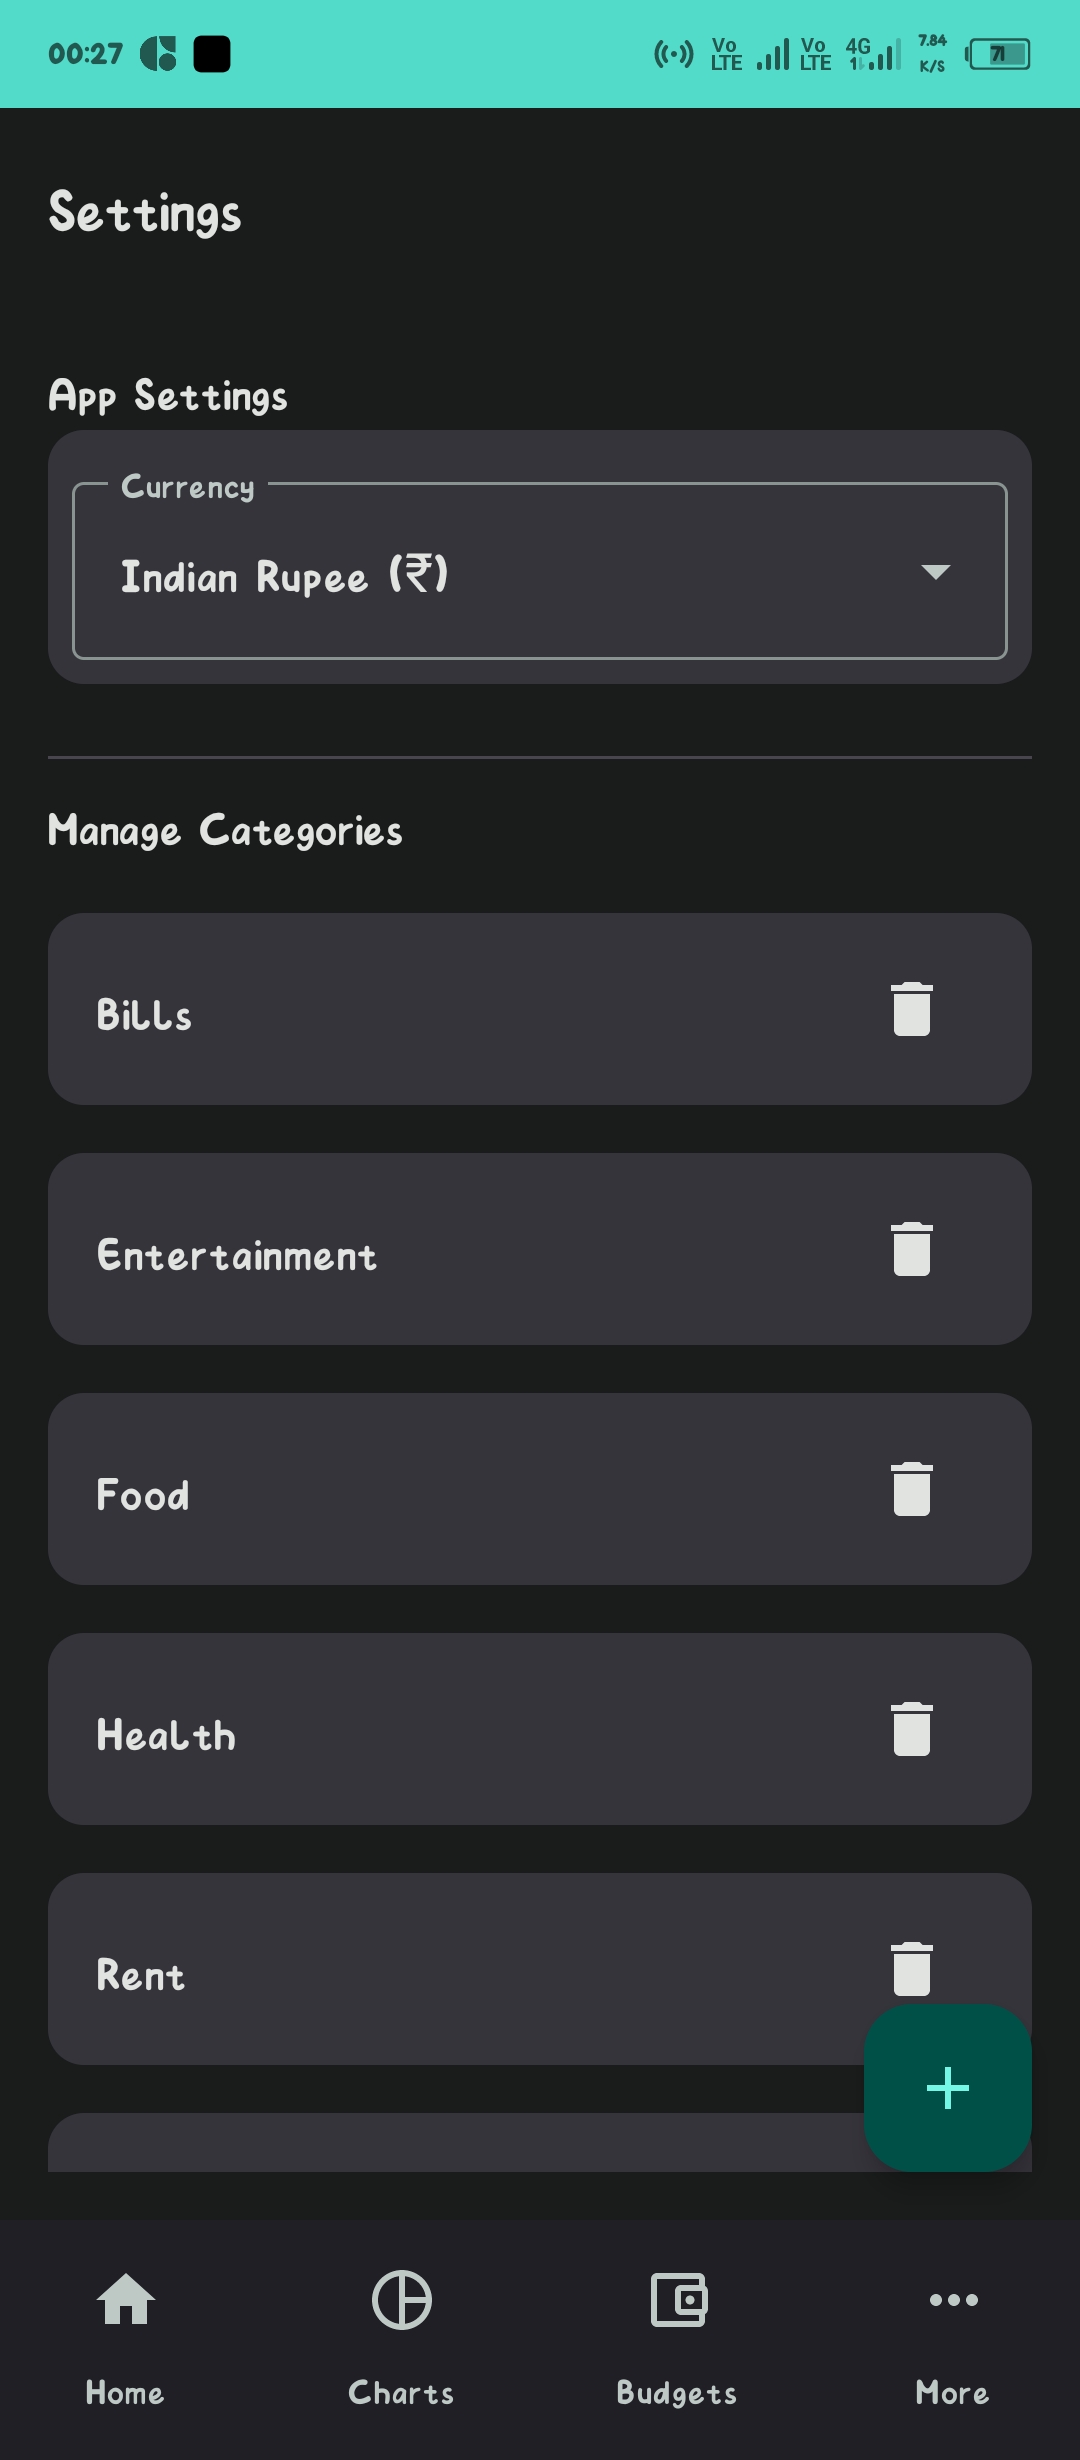 00:27 Vo LTE Vo LTE 4G 7.84 K/S 71
Settings
App Settings
Currency
Indian Rupee (₹)
Manage Categories
Bills
Entertainment
Food
Health
Rent
Home Charts Budgets More